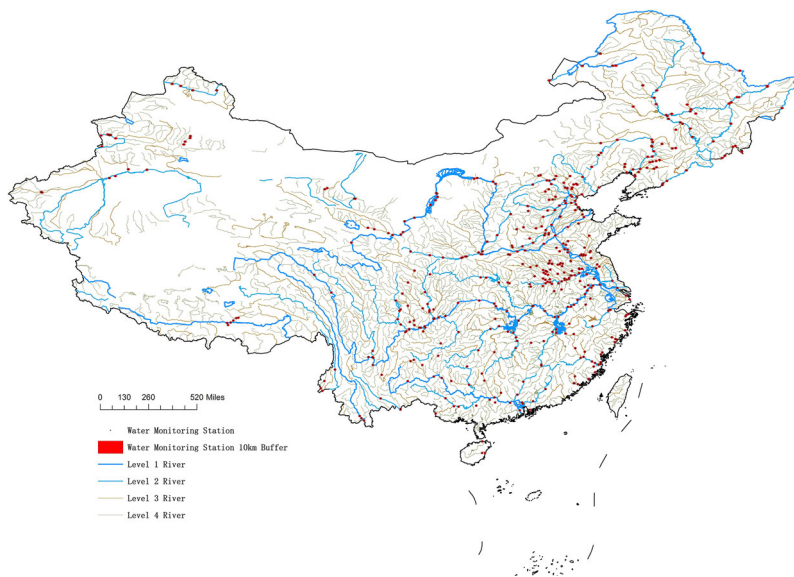 0 130 260 520 Miles
Water Monitoring Station
Water Monitoring Station 10km Buffer
Level 1 River
Level 2 River
Level 3 River
Level 4 River